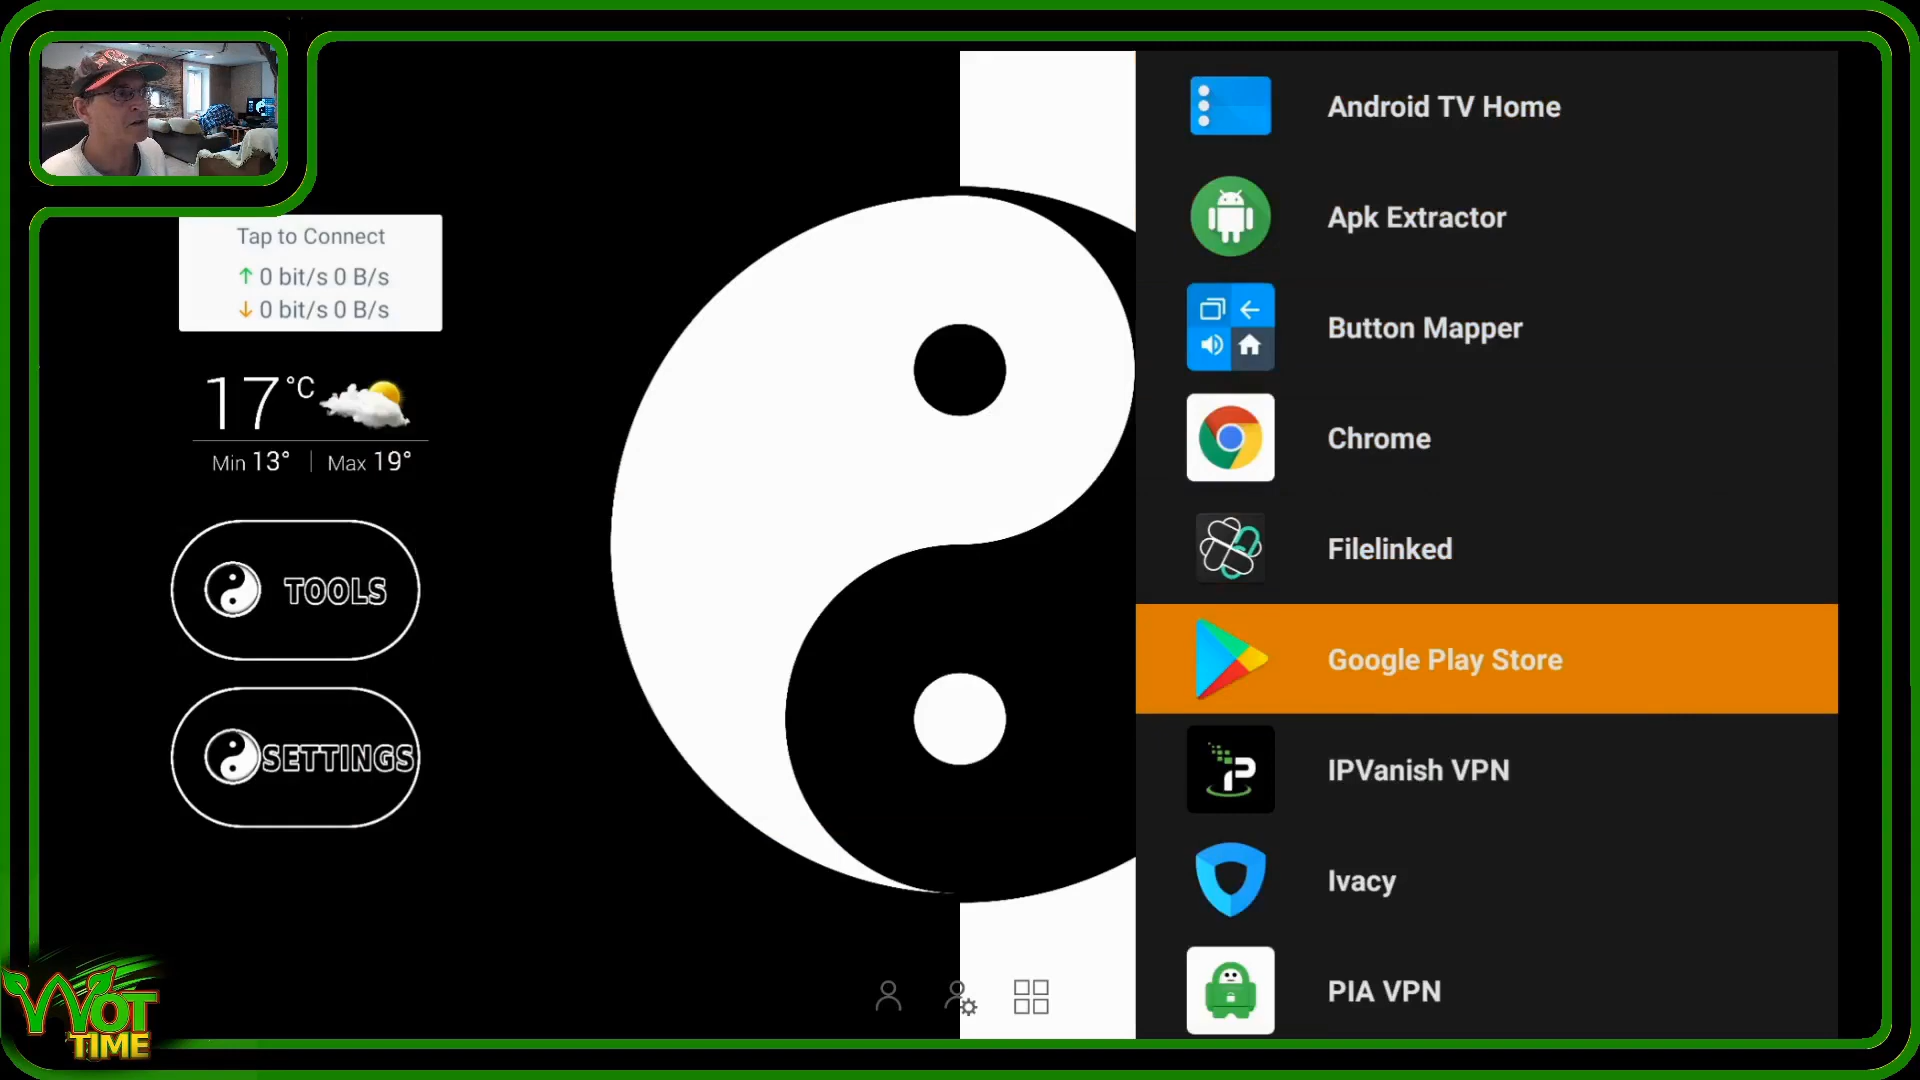 Tap to Connect
↑ 0 bit/s 0 B/s
↓ 0 bit/s 0 B/s
17 °C
Min 13° | Max 19°
TOOLS
SETTINGS
WOT
TIME
Android TV Home
Apk Extractor
Button Mapper
Chrome
Filelinked
Google Play Store
IPVanish VPN
Ivacy
PIA VPN